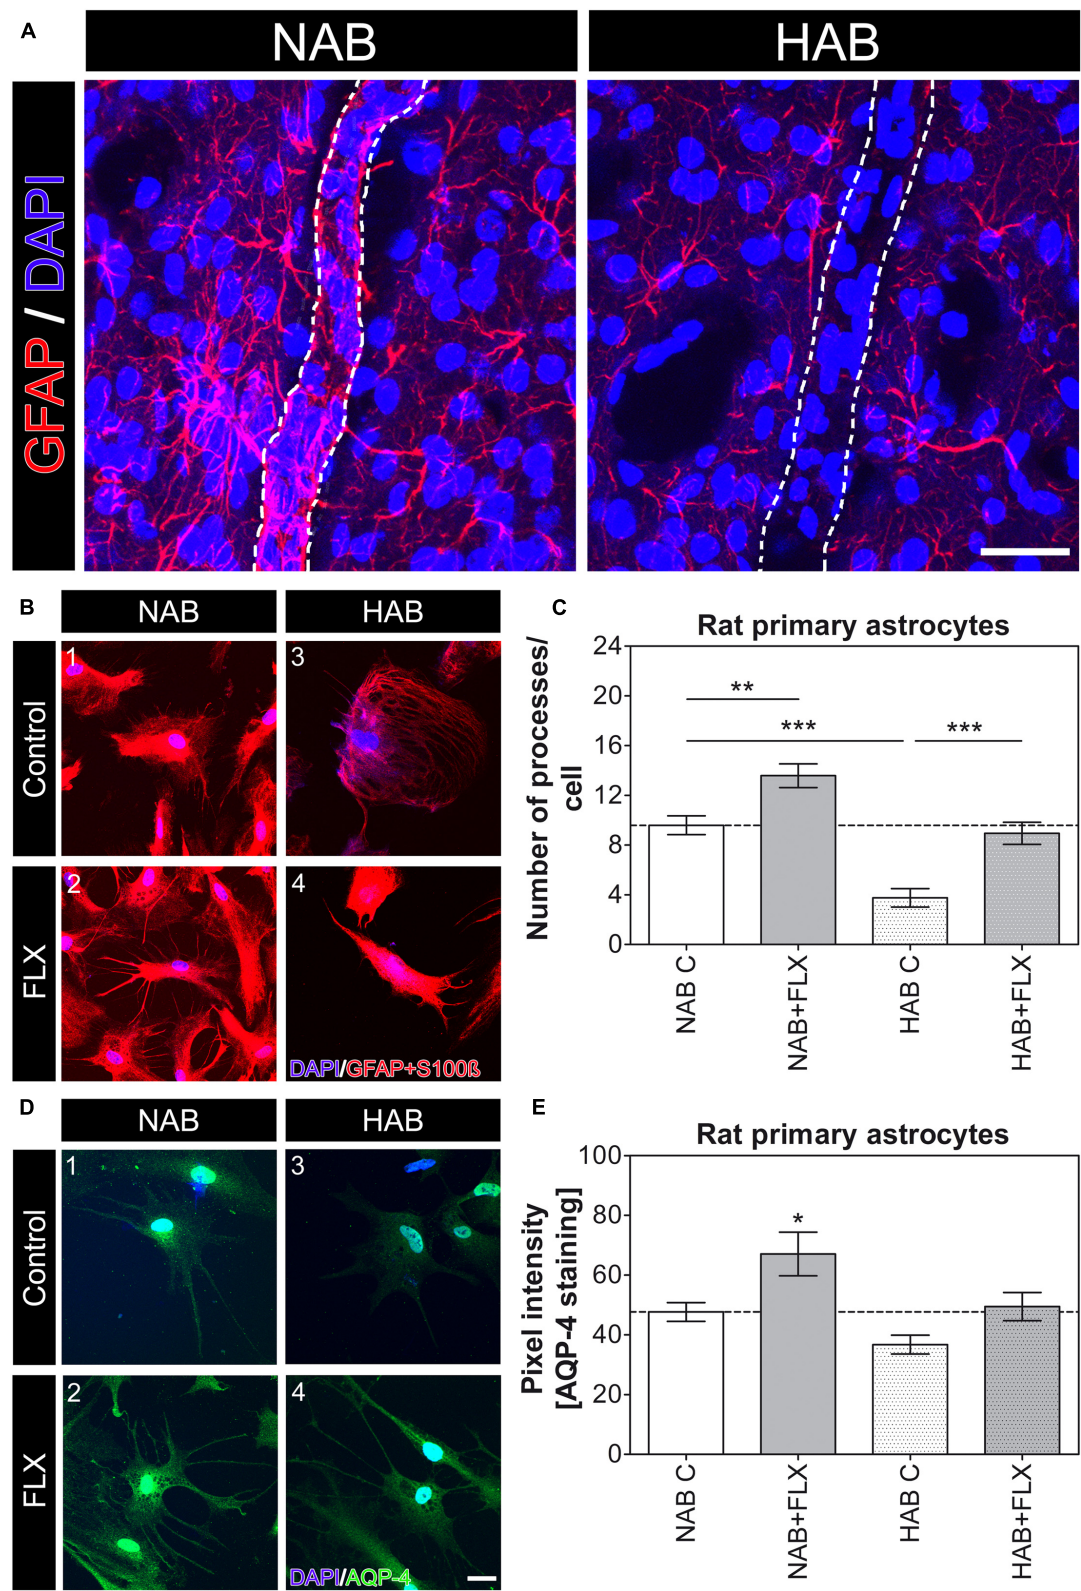 A
NAB
HAB
GFAP / DAPI
B
NAB
HAB
Control
FLX
1
3
2
4
DAPI/GFAP+S100ß
C
Rat primary astrocytes
Number of processes/
cell
24
20
16
12
8
4
0
**
***
***
NAB C
NAB+FLX
HAB C
HAB+FLX
D
NAB
HAB
Control
FLX
1
3
2
4
DAPI/AQP-4
E
Rat primary astrocytes
Pixel intensity
[AQP-4 staining]
100
80
60
40
20
0
*
NAB C
NAB+FLX
HAB C
HAB+FLX